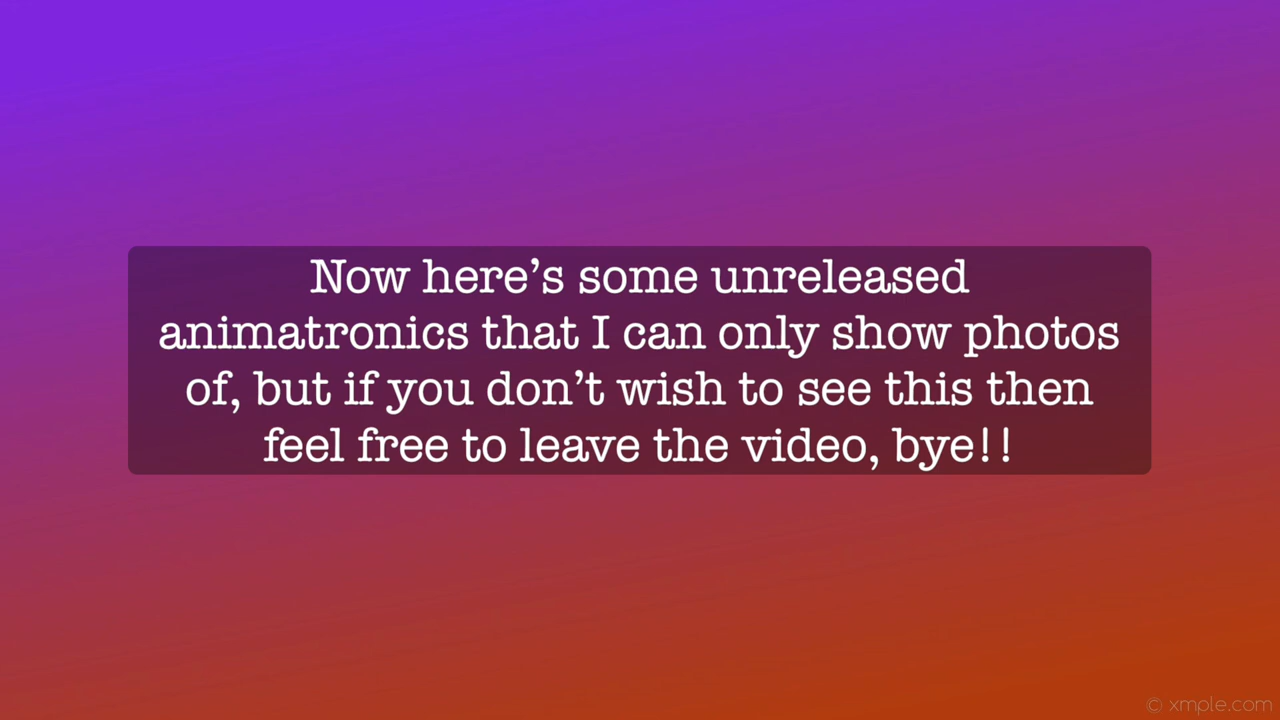 Now here’s some unreleased
animatronics that I can only show photos
of, but if you don’t wish to see this then
feel free to leave the video, bye!!
© xmple.com